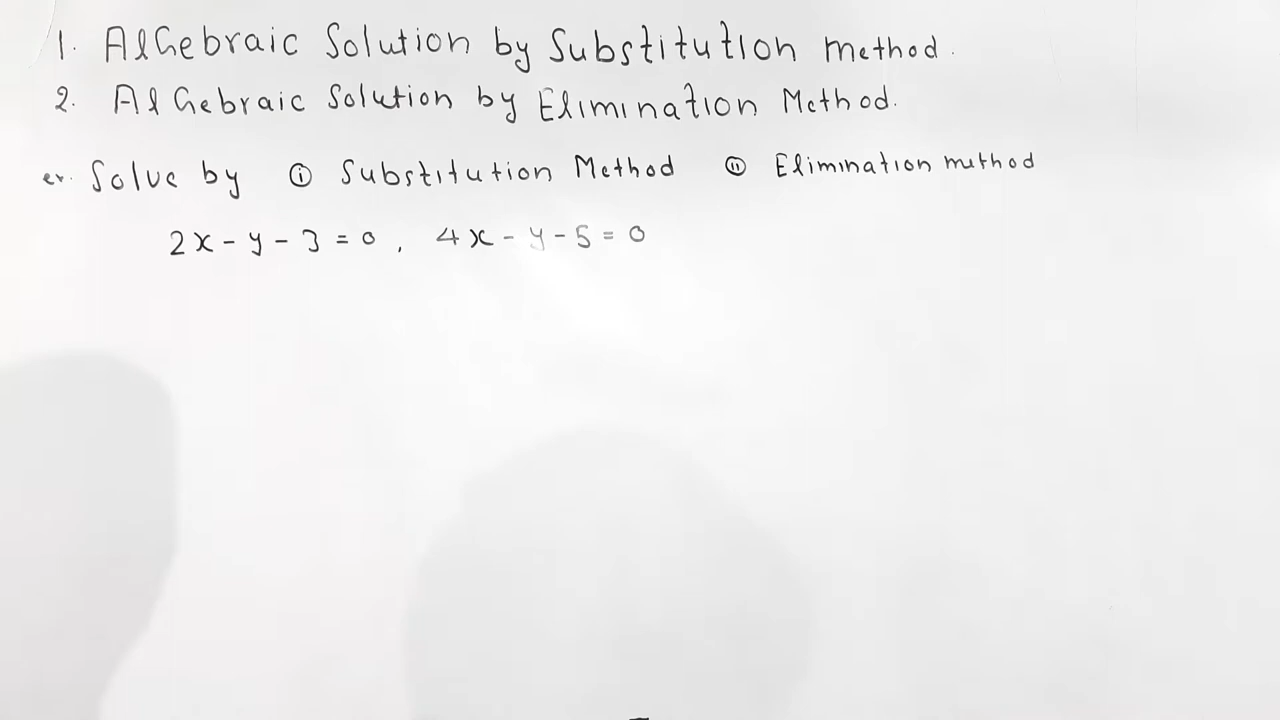 1. Algebraic Solution by Substitution method.
2. Algebraic Solution by Elimination Method.
ex. Solve by (i) Substitution Method (ii) Elimination method
2x - y - 3 = 0, 4x - y - 5 = 0